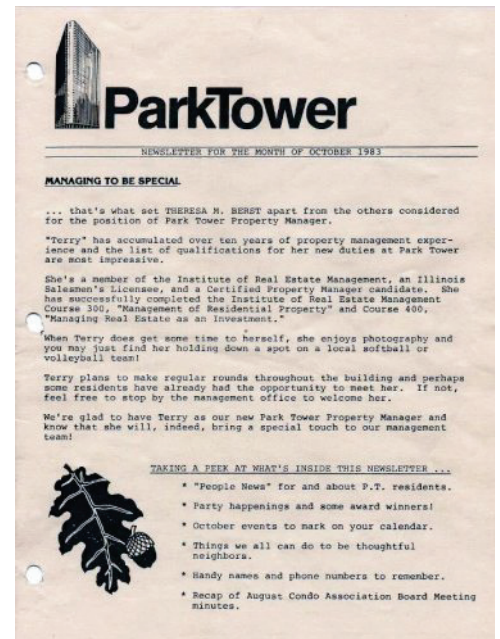 ParkTower
NEWSLETTER FOR THE MONTH OF OCTOBER 1983
MANAGING TO BE SPECIAL
... that's what set THERESA M. BERST apart from the others considered
for the position of Park Tower Property Manager.
"Terry" has accumulated over ten years of property management exper-
ience and the list of qualifications for her new duties at Park Tower
are most impressive.
She's a member of the Institute of Real Estate Management, an Illinois
Salesmen's Licensee, and a Certified Property Manager candidate. She
has successfully completed the Institute of Real Estate Management
Course 300, "Management of Residential Property" and Course 400,
"Managing Real Estate as an Investment."
When Terry does get some time to herself, she enjoys photography and
you may just find her holding down a spot on a local softball or
volleyball team!
Terry plans to make regular rounds throughout the building and perhaps
some residents have already had the opportunity to meet her. If not,
feel free to stop by the management office to welcome her.
We're glad to have Terry as our new Park Tower Property Manager and
know that she will, indeed, bring a special touch to our management
team!
TAKING A PEEK AT WHAT'S INSIDE THIS NEWSLETTER ...
* "People News" for and about P.T. residents.
* Party happenings and some award winners!
* October events to mark on your calendar.
* Things we all can do to be thoughtful
neighbors.
* Handy names and phone numbers to remember.
* Recap of August Condo Association Board Meeting
minutes.